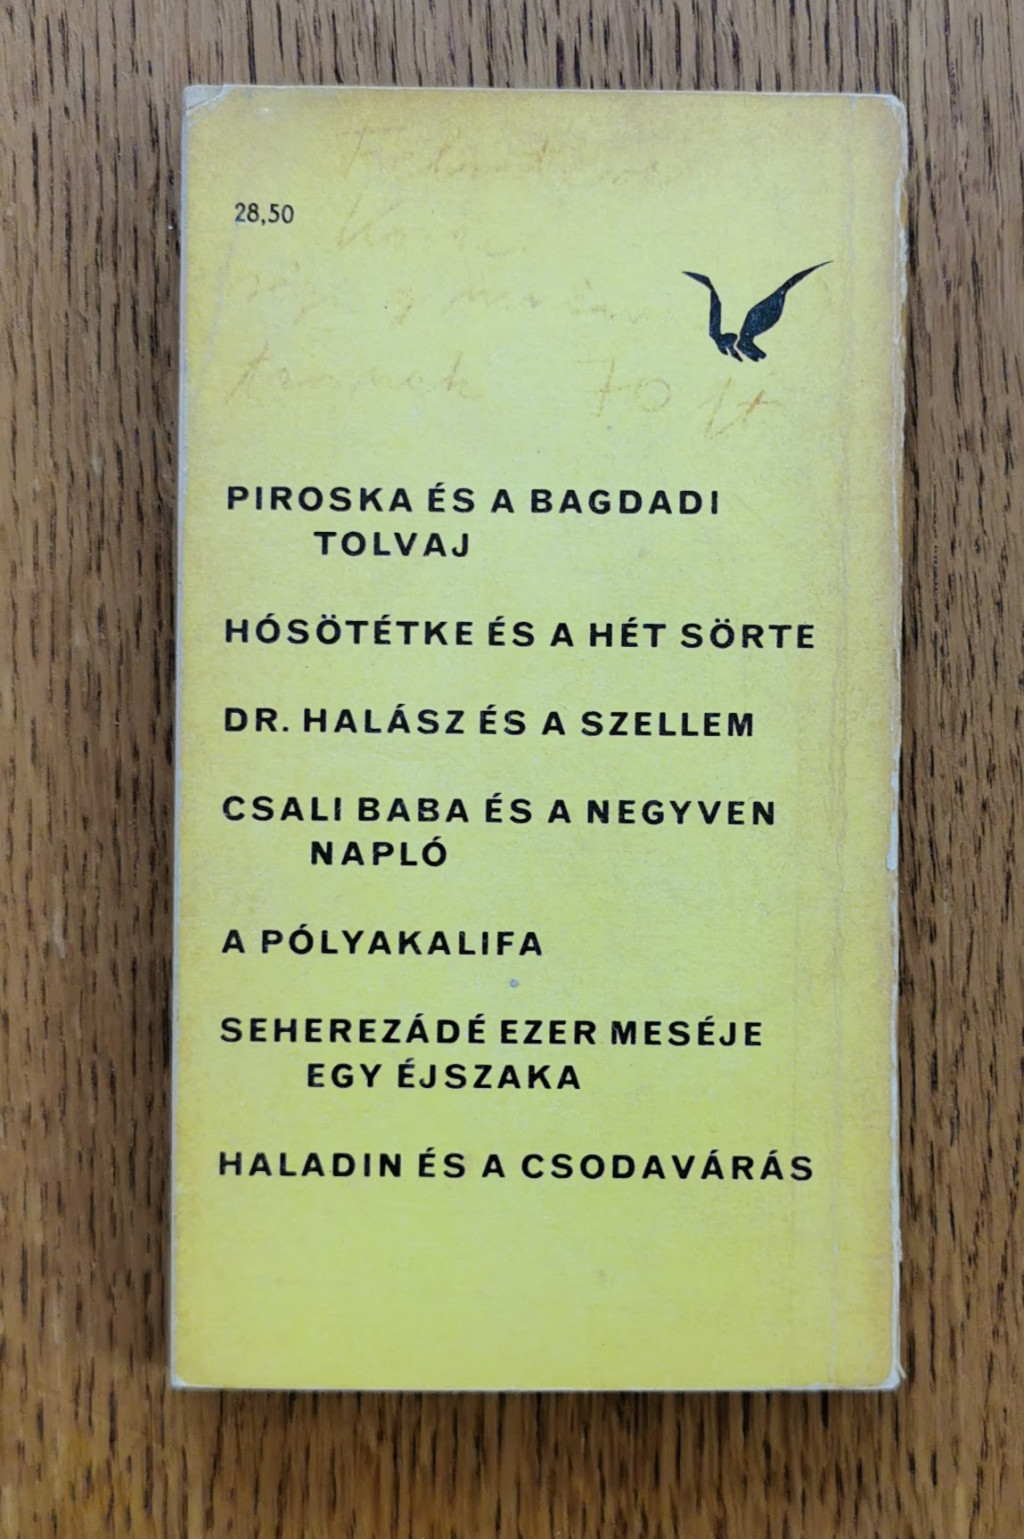 28,50
70 Ft
PIROSKA ÉS A BAGDADI
TOLVAJ
HÓSÖTÉTKE ÉS A HÉT SÖRTE
DR. HALÁSZ ÉS A SZELLEM
CSALI BABA ÉS A NEGYVEN
NAPLÓ
A PÓLYAKALIFA
SEHEREZÁDÉ EZER MESÉJE
EGY ÉJSZAKA
HALADIN ÉS A CSODAVÁRÁS